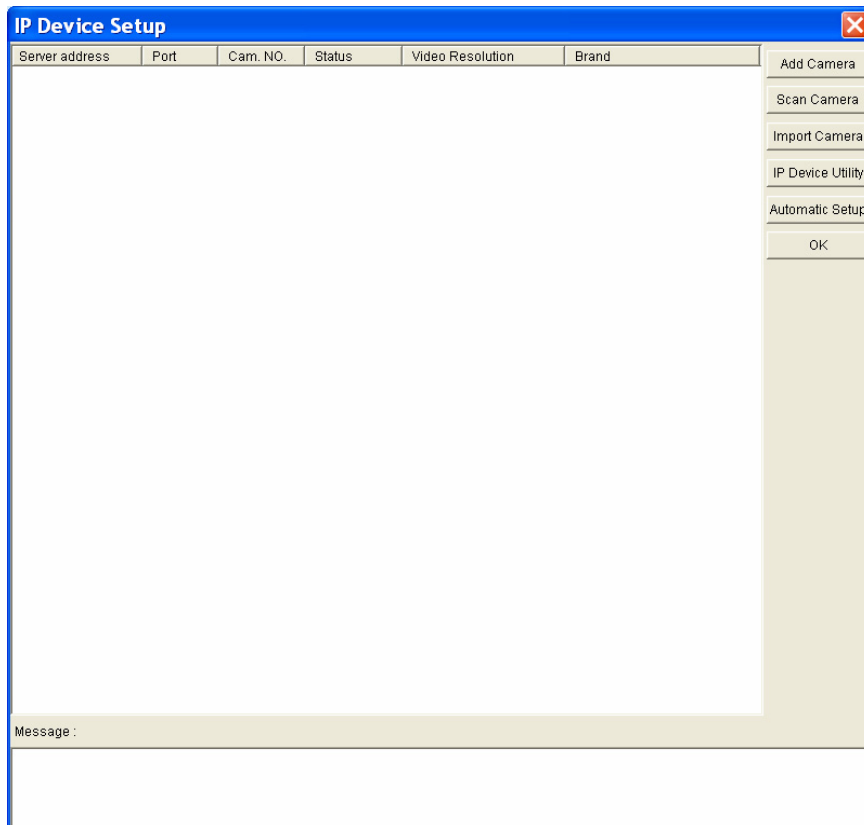 IP Device Setup
Server address Port Cam. NO. Status Video Resolution Brand
Add Camera
Scan Camera
Import Camera
IP Device Utility
Automatic Setup
OK
Message :